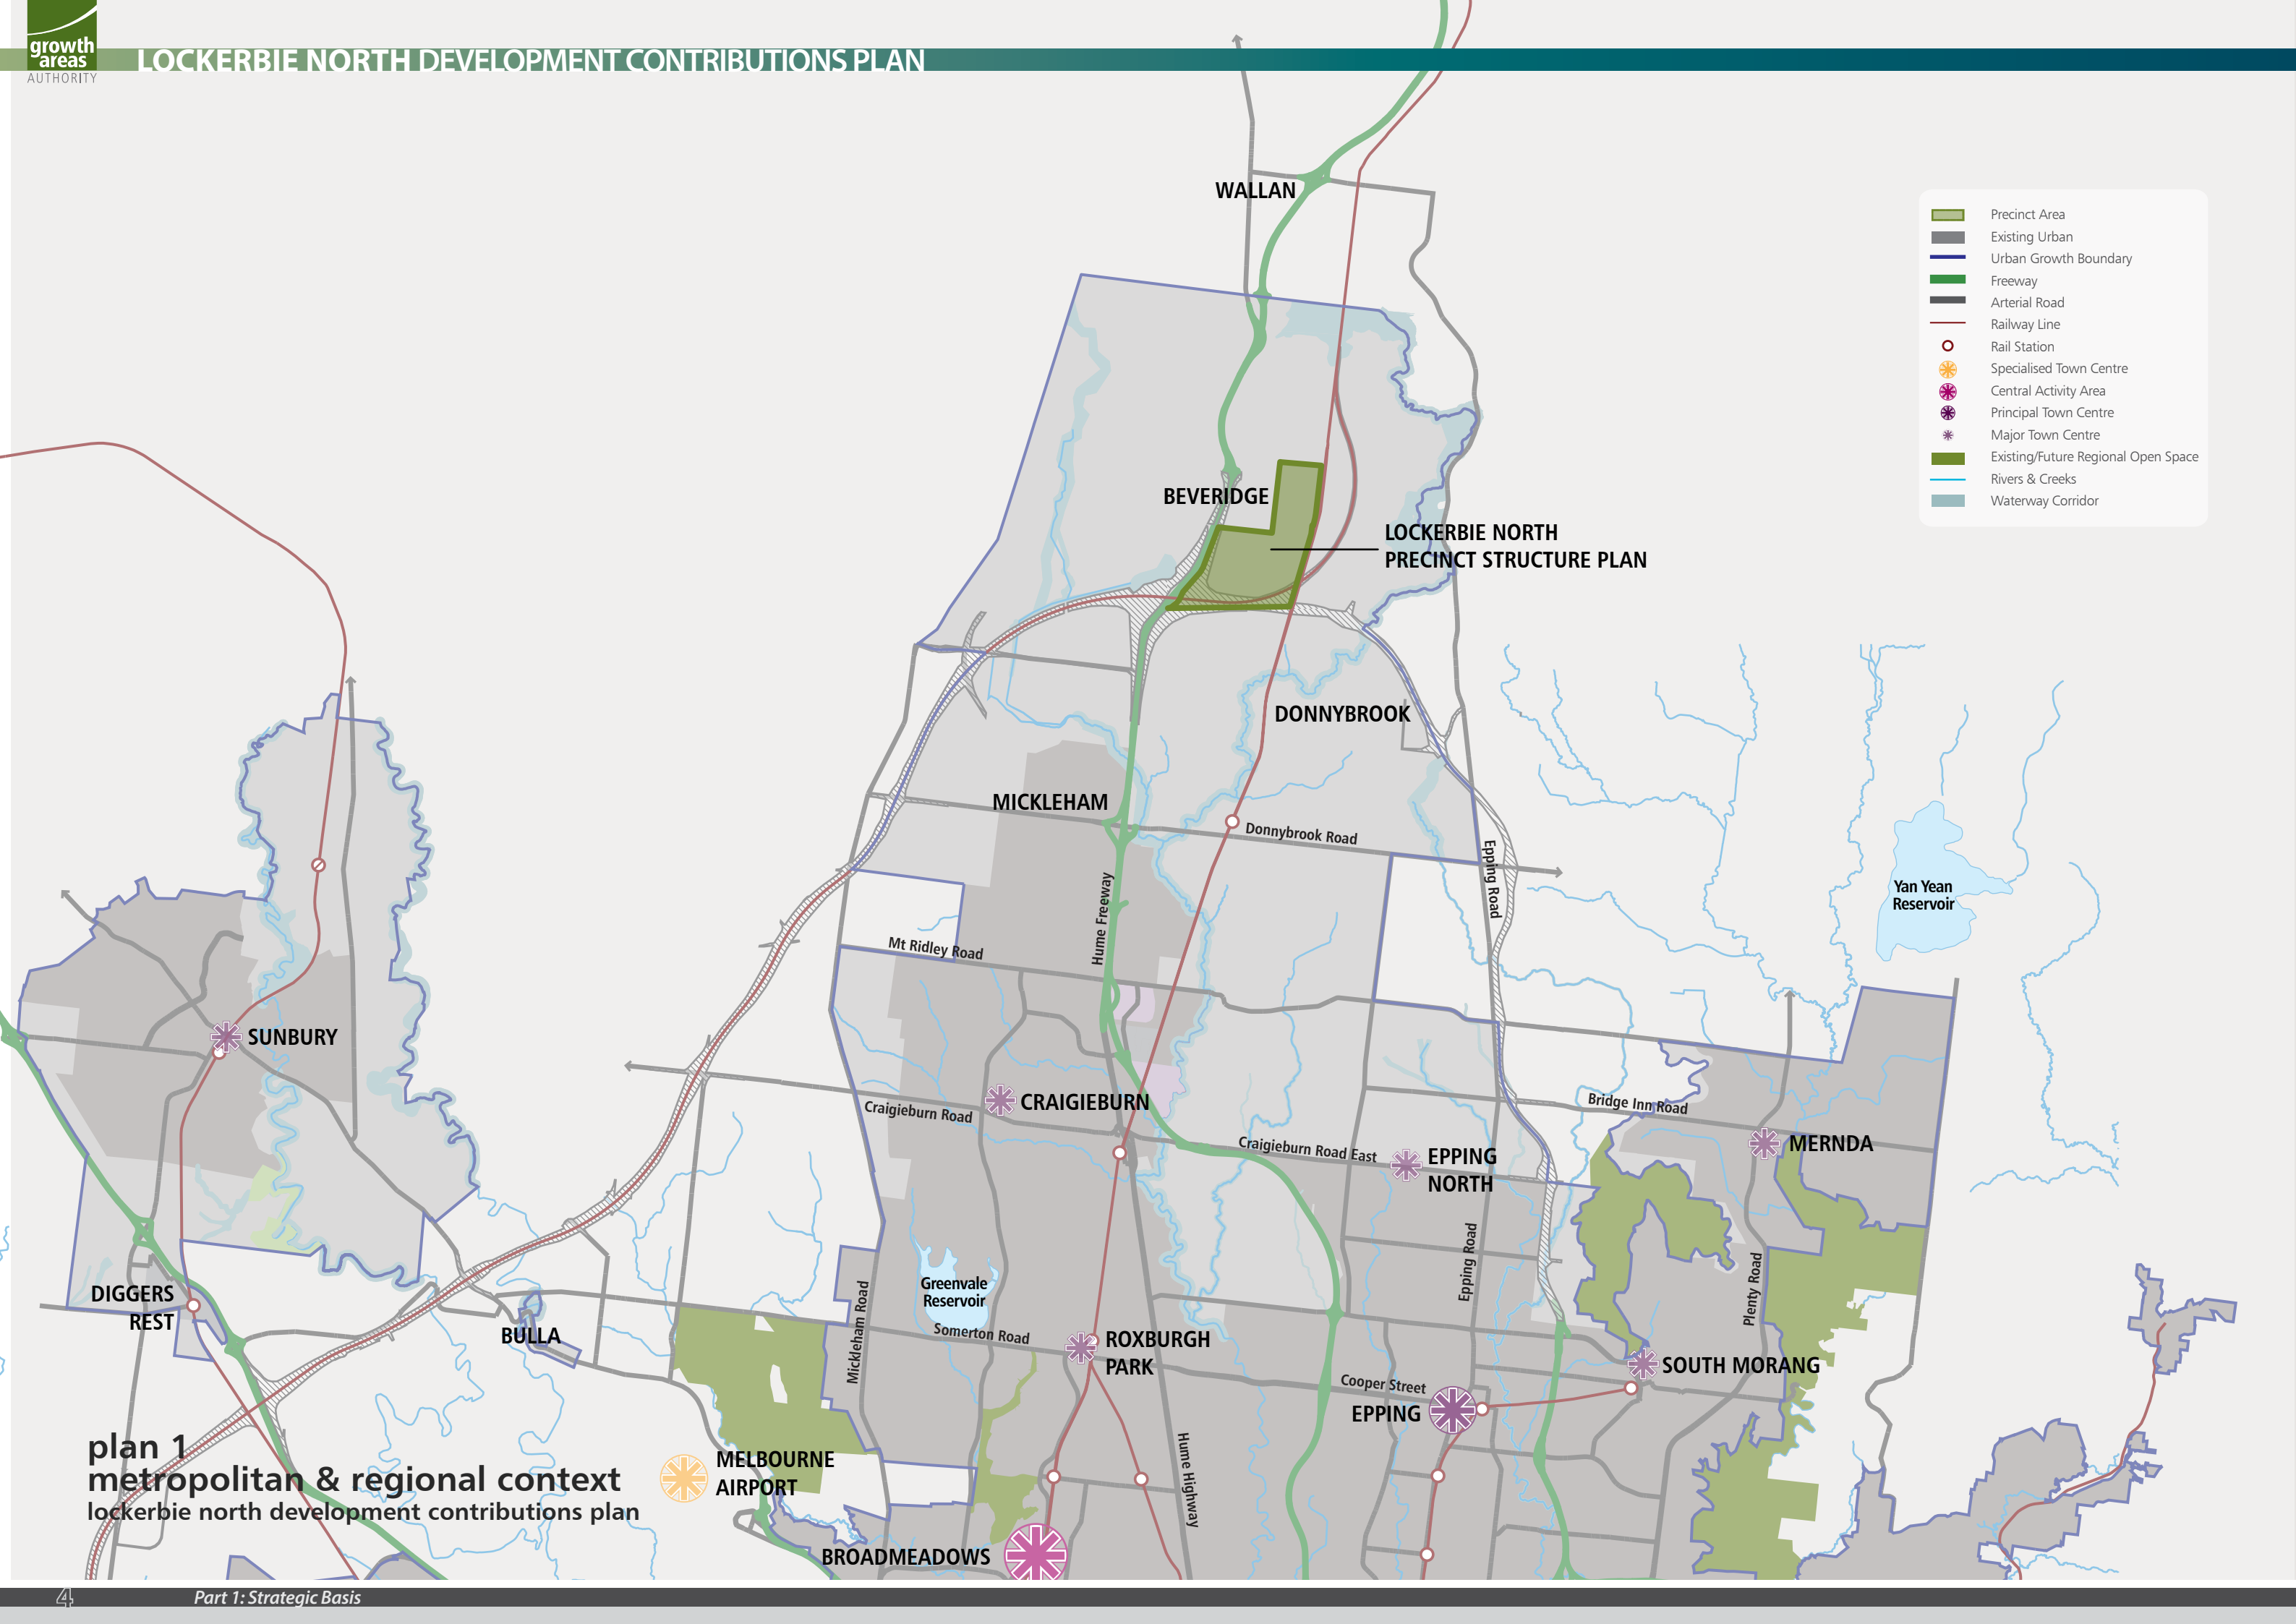 growth
areas
AUTHORITY
LOCKERBIE NORTH DEVELOPMENT CONTRIBUTIONS PLAN
WALLAN
Precinct Area
Existing Urban
Urban Growth Boundary
Freeway
Arterial Road
Railway Line
Rail Station
Specialised Town Centre
Central Activity Area
Principal Town Centre
Major Town Centre
Existing/Future Regional Open Space
Rivers & Creeks
Waterway Corridor
BEVERIDGE
LOCKERBIE NORTH
PRECINCT STRUCTURE PLAN
DONNYBROOK
MICKLEHAM
Donnybrook Road
Epping Road
Yan Yean
Reservoir
Hume Freeway
Mt Ridley Road
SUNBURY
CRAIGIEBURN
Craigieburn Road
Bridge Inn Road
MERNDA
Craigieburn Road East
EPPING
NORTH
Epping Road
Plenty Road
Greenvale
Reservoir
DIGGERS
REST
BULLA
Mickleham Road
Somerton Road
ROXBURGH
PARK
SOUTH MORANG
Cooper Street
EPPING
Hume Highway
MELBOURNE
AIRPORT
plan 1
metropolitan & regional context
lockerbie north development contributions plan
BROADMEADOWS
4
Part 1: Strategic Basis